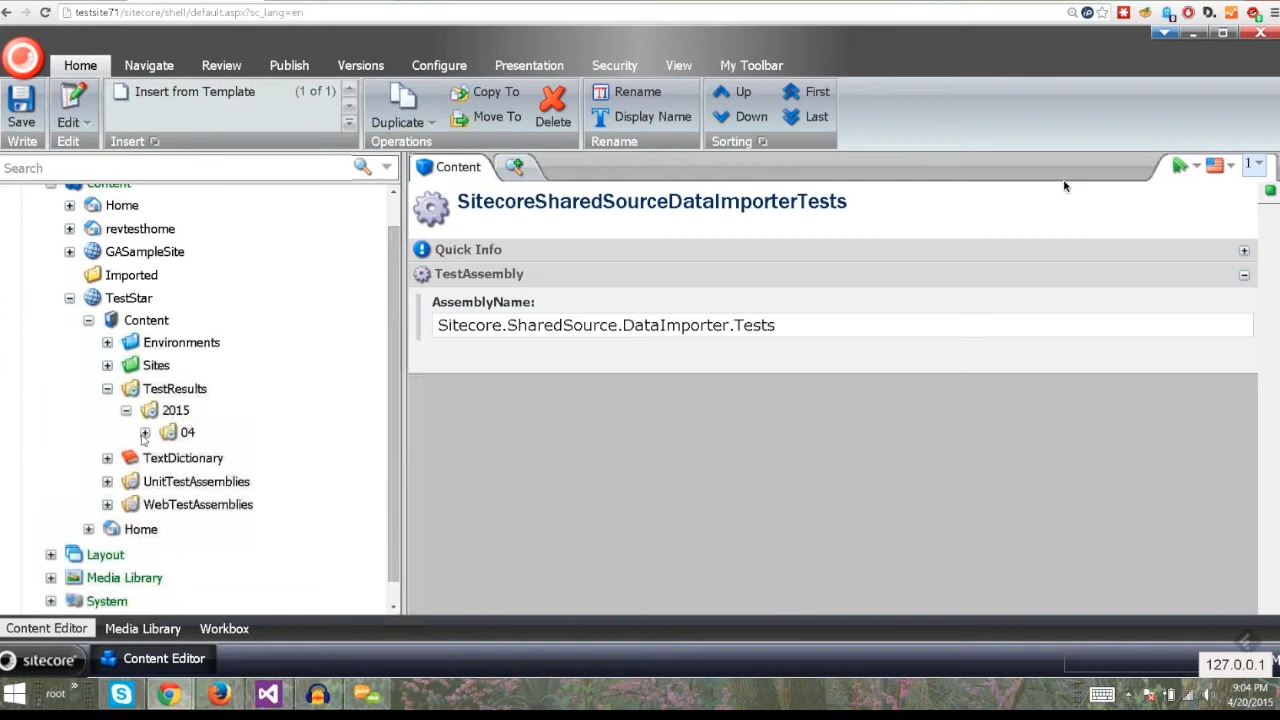 testsite71/sitecore/shell/default.aspx?sc_lang=en
Home Navigate Review Publish Versions Configure Presentation Security View My Toolbar
Save
Write
Edit
Edit
Insert from Template (1 of 1)
Insert
Duplicate
Copy To
Move To
Delete
Operations
Rename
Display Name
Rename
Up
Down
First
Last
Sorting
Search
Content
1
Content
Home
revtesthome
GASampleSite
Imported
TestStar
Content
Environments
Sites
TestResults
2015
04
TextDictionary
UnitTestAssemblies
WebTestAssemblies
Home
Layout
Media Library
System
SitecoreSharedSourceDataImporterTests
Quick Info
TestAssembly
AssemblyName:
Sitecore.SharedSource.DataImporter.Tests
Content Editor Media Library Workbox
sitecore Content Editor
127.0.0.1
root
9:04 PM
4/20/2015